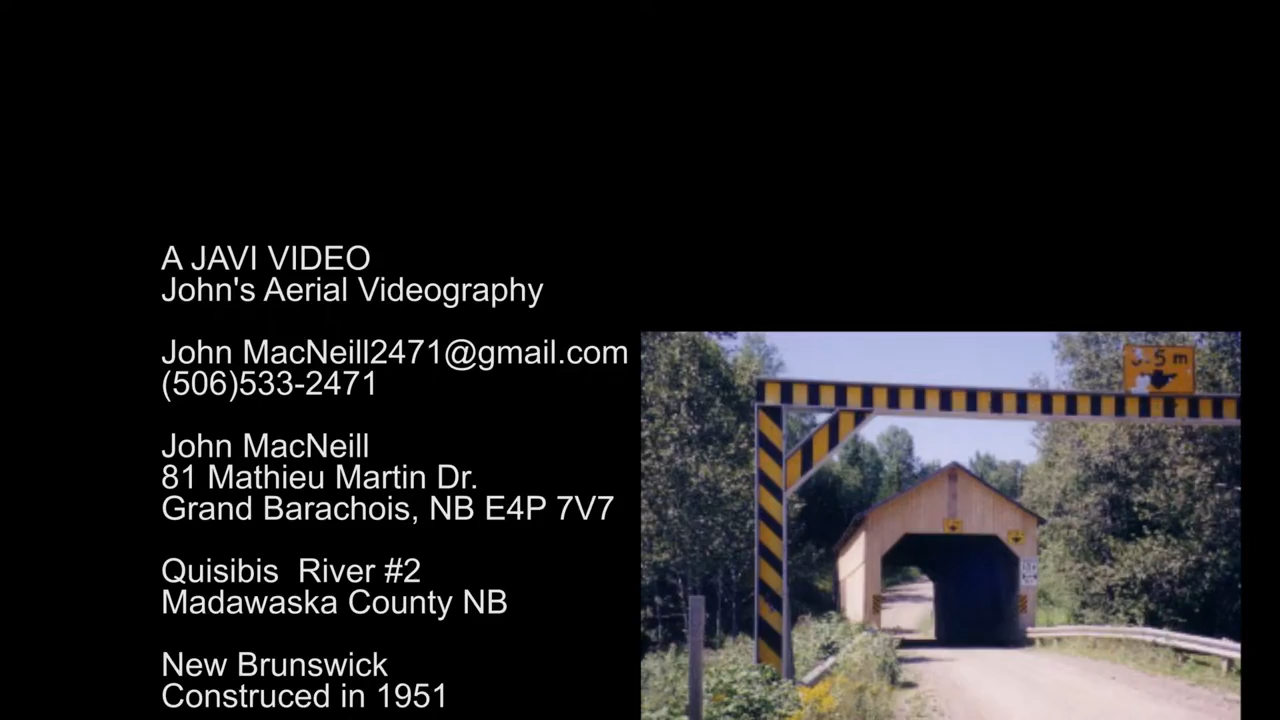 A JAVI VIDEO
John's Aerial Videography
John MacNeill2471@gmail.com
(506)533-2471
John MacNeill
81 Mathieu Martin Dr.
Grand Barachois, NB E4P 7V7
Quisibis River #2
Madawaska County NB
New Brunswick
Construced in 1951
5 m